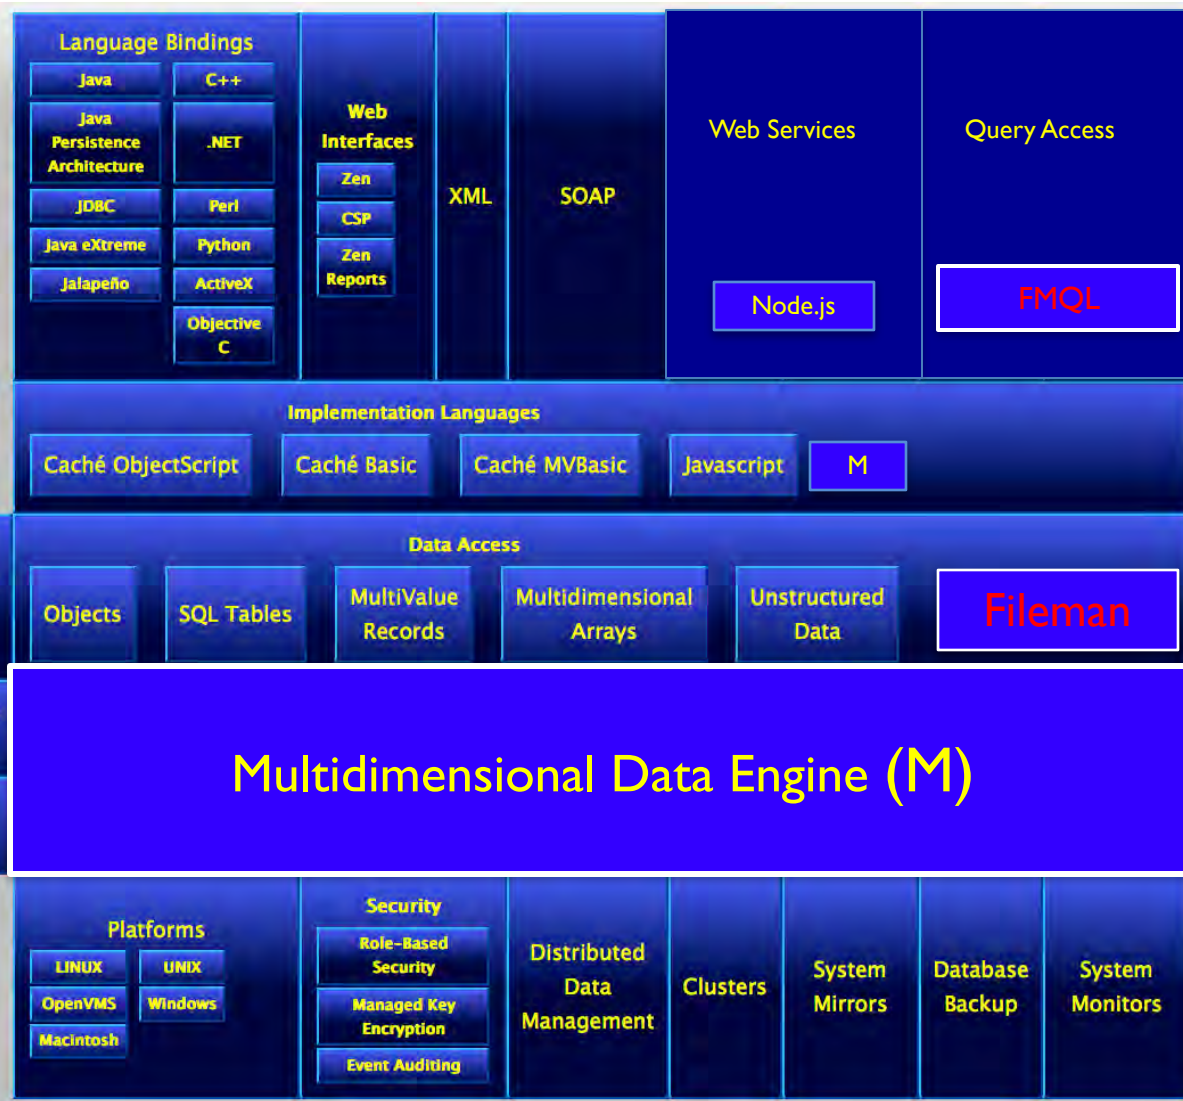 Language Bindings
Java
C++
Java
Persistence
Architecture
.NET
JDBC
Perl
Java eXtreme
Python
Jalapeño
ActiveX
Objective
C
Web
Interfaces
Zen
CSP
Zen
Reports
XML
SOAP
Web Services
Node.js
Query Access
FMQL
Implementation Languages
Caché ObjectScript
Caché Basic
Caché MVBasic
Javascript
M
Data Access
Objects
SQL Tables
MultiValue
Records
Multidimensional
Arrays
Unstructured
Data
Fileman
Multidimensional Data Engine (M)
Platforms
LINUX
UNIX
OpenVMS
Windows
Macintosh
Security
Role-Based
Security
Managed Key
Encryption
Event Auditing
Distributed
Data
Management
Clusters
System
Mirrors
Database
Backup
System
Monitors